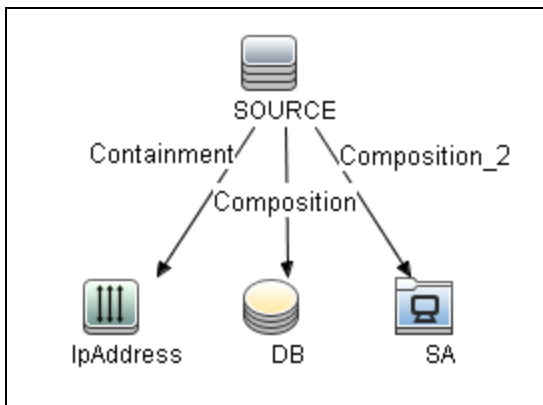 SOURCE
Containment
Composition_2
Composition
IpAddress
DB
SA